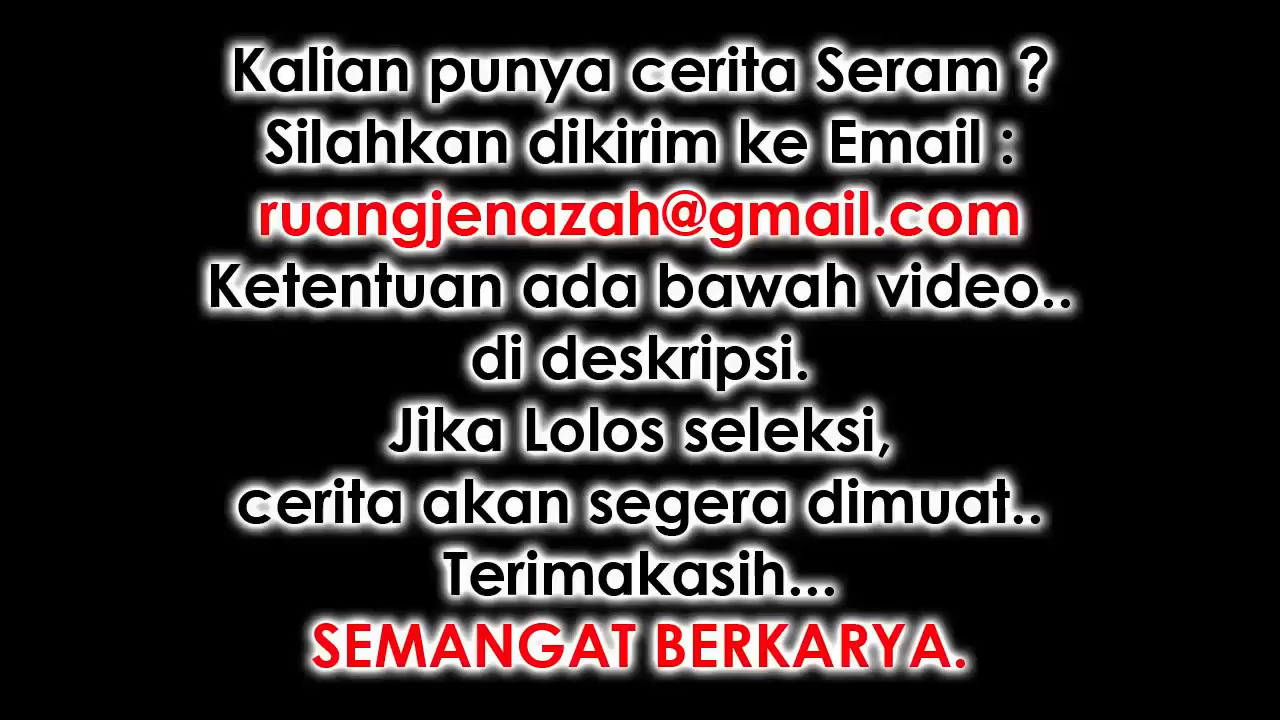 Kalian punya cerita Seram ?
Silahkan dikirim ke Email :
ruangjenazah@gmail.com
Ketentuan ada bawah video..
di deskripsi.
Jika Lolos seleksi,
cerita akan segera dimuat..
Terimakasih...
SEMANGAT BERKARYA.